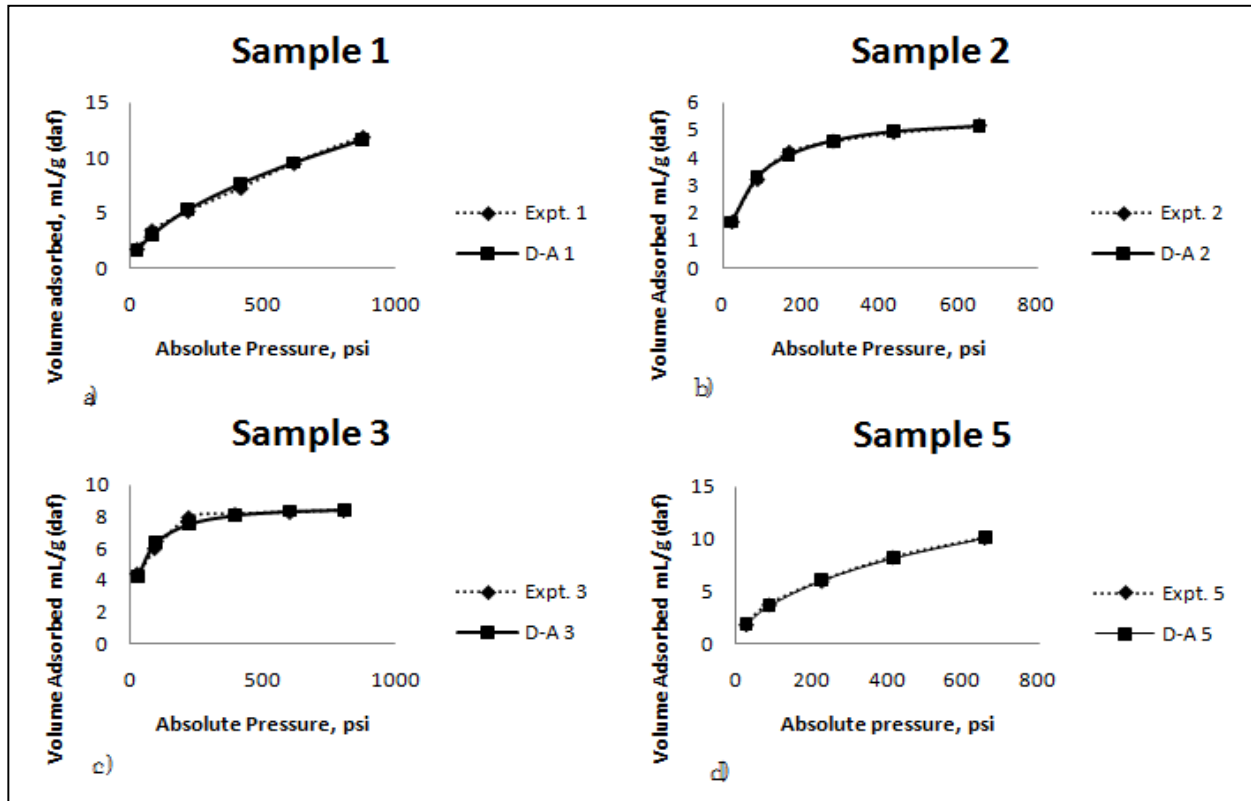 Sample 1
Volume adsorbed, mL/g (daf)
15
10
5
0
0 500 1000
Absolute Pressure, psi
Expt. 1
D-A 1
a)
Sample 2
Volume Adsorbed mL/g (daf)
6
5
4
3
2
1
0
0 200 400 600 800
Absolute Pressure, psi
Expt. 2
D-A 2
b)
Sample 3
Volume Adsorbed mL/g (daf)
10
8
6
4
2
0
0 500 1000
Absolute Pressure, psi
Expt. 3
D-A 3
c)
Sample 5
Volume Adsorbed mL/g (daf)
15
10
5
0
0 200 400 600 800
Absolute pressure, psi
Expt. 5
D-A 5
d)